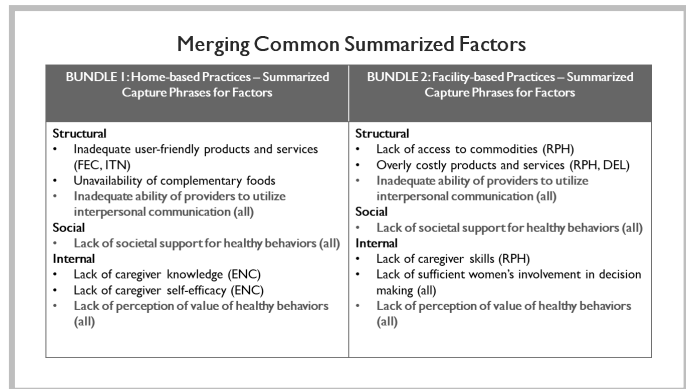 Merging Common Summarized Factors
BUNDLE 1: Home-based Practices – Summarized
Capture Phrases for Factors
BUNDLE 2: Facility-based Practices – Summarized
Capture Phrases for Factors
Structural
• Inadequate user-friendly products and services
(FEC, ITN)
• Unavailability of complementary foods
• Inadequate ability of providers to utilize
interpersonal communication (all)
Social
• Lack of societal support for healthy behaviors (all)
Internal
• Lack of caregiver knowledge (ENC)
• Lack of caregiver self-efficacy (ENC)
• Lack of perception of value of healthy behaviors
(all)
Structural
• Lack of access to commodities (RPH)
• Overly costly products and services (RPH, DEL)
• Inadequate ability of providers to utilize
interpersonal communication (all)
Social
• Lack of societal support for healthy behaviors (all)
Internal
• Lack of caregiver skills (RPH)
• Lack of sufficient women's involvement in decision
making (all)
• Lack of perception of value of healthy behaviors
(all)